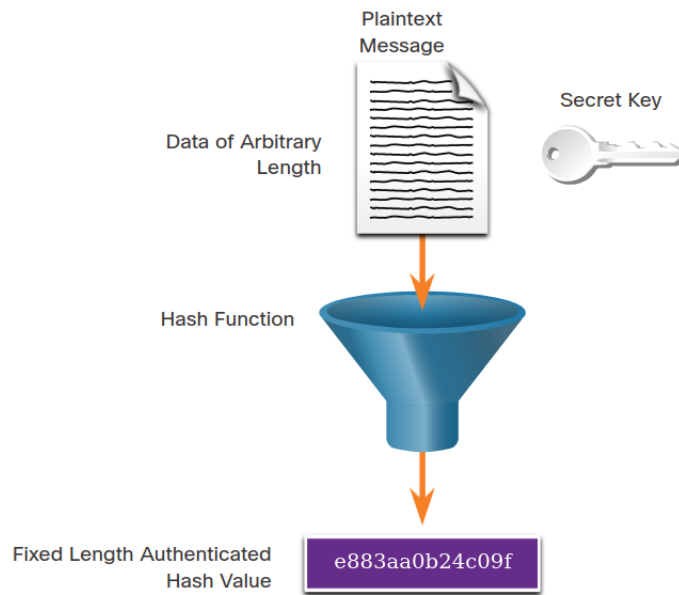 Plaintext
Message
Secret Key
Data of Arbitrary
Length
Hash Function
Fixed Length Authenticated
Hash Value
e883aa0b24c09f